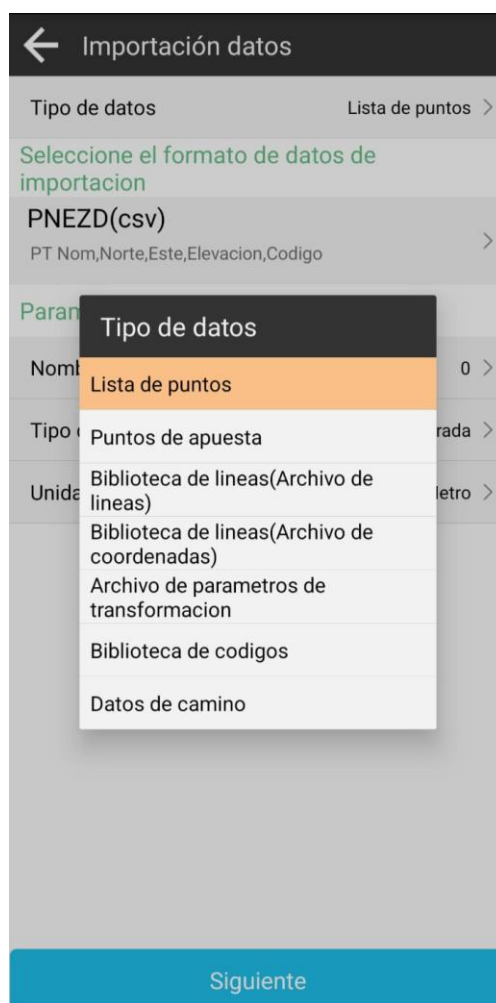 Importación datos
Tipo de datos Lista de puntos
Seleccione el formato de datos de
importacion
PNEZD(csv)
PT Nom,Norte,Este,Elevacion,Codigo
Tipo de datos
Lista de puntos
0
Puntos de apuesta
Tipo
Biblioteca de lineas(Archivo de
lineas)
Biblioteca de lineas(Archivo de
coordenadas)
Archivo de parametros de
transformacion
Biblioteca de codigos
Datos de camino
Siguiente